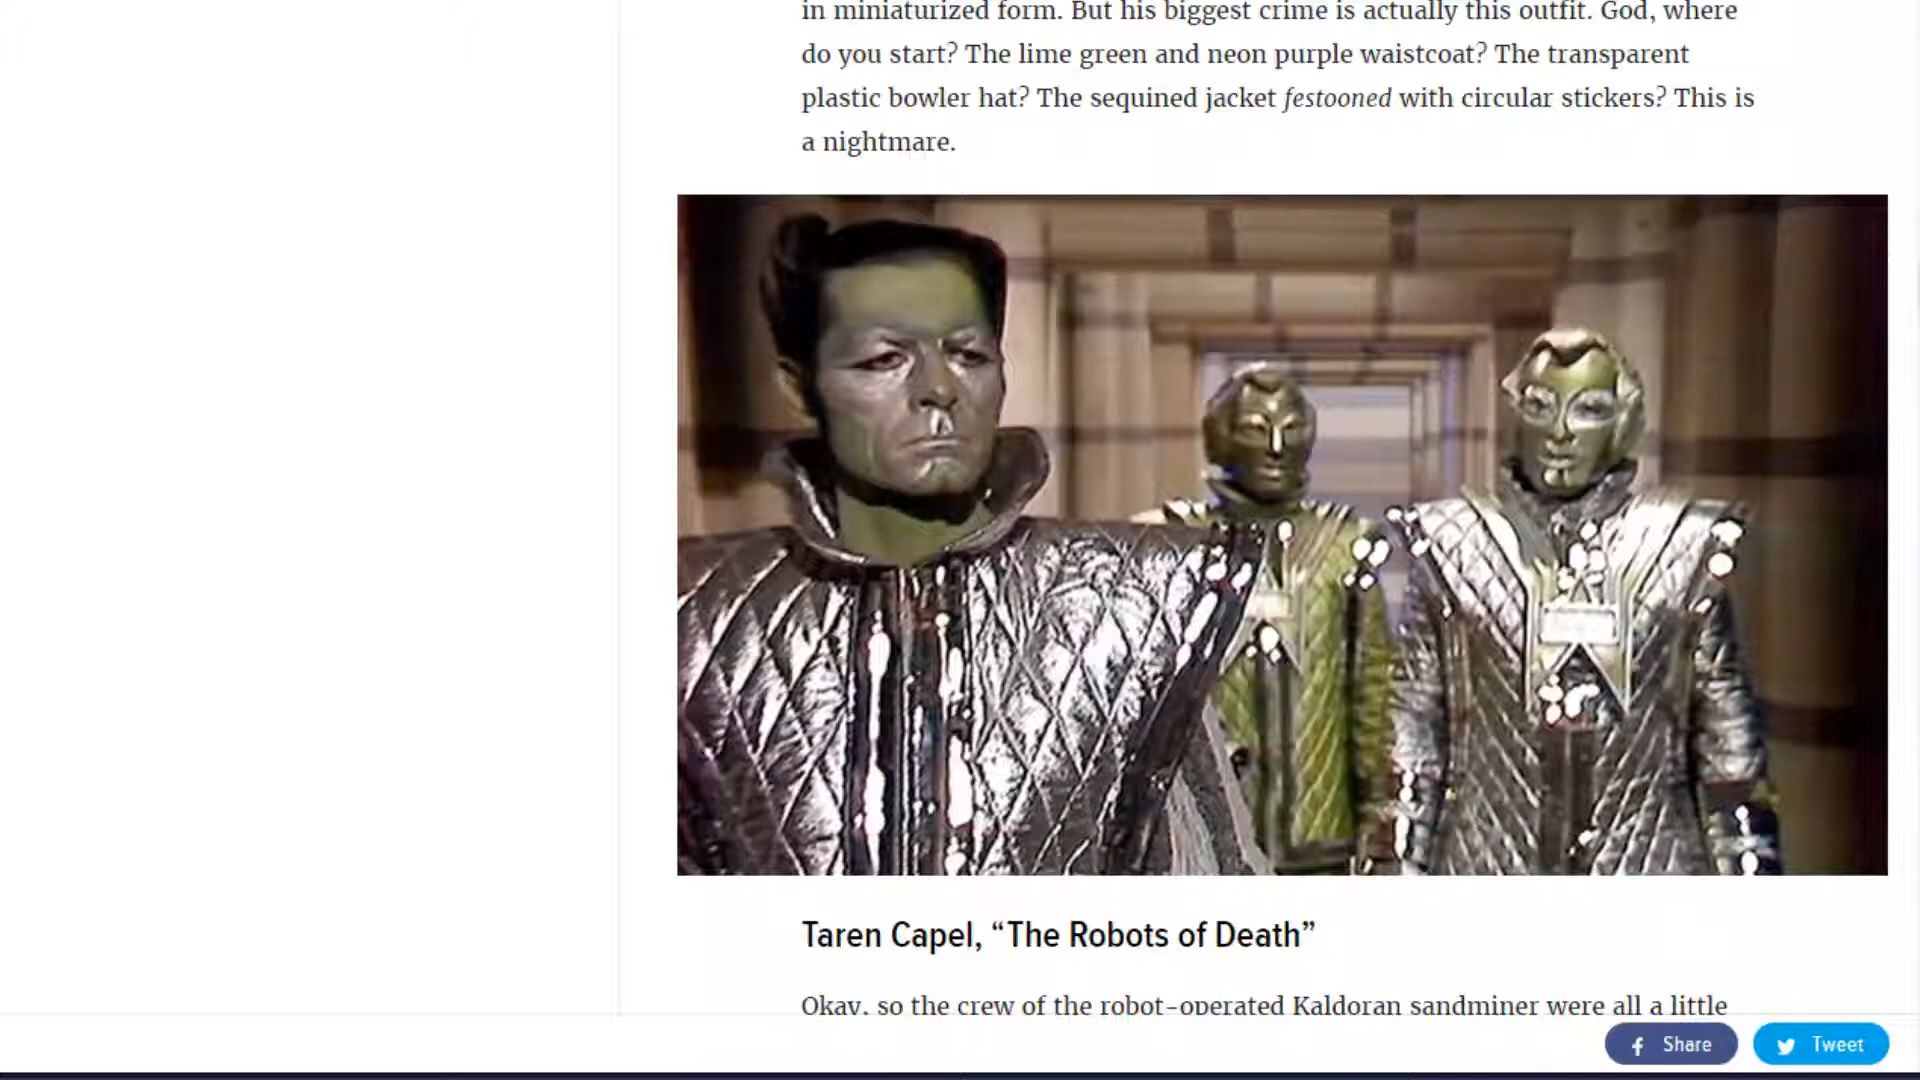 in miniaturized form. But his biggest crime is actually this outfit. God, where
do you start? The lime green and neon purple waistcoat? The transparent
plastic bowler hat? The sequined jacket festooned with circular stickers? This is
a nightmare.
Taren Capel, “The Robots of Death”
Okay, so the crew of the robot-operated Kaldoran sandminer were all a little
Share
Tweet